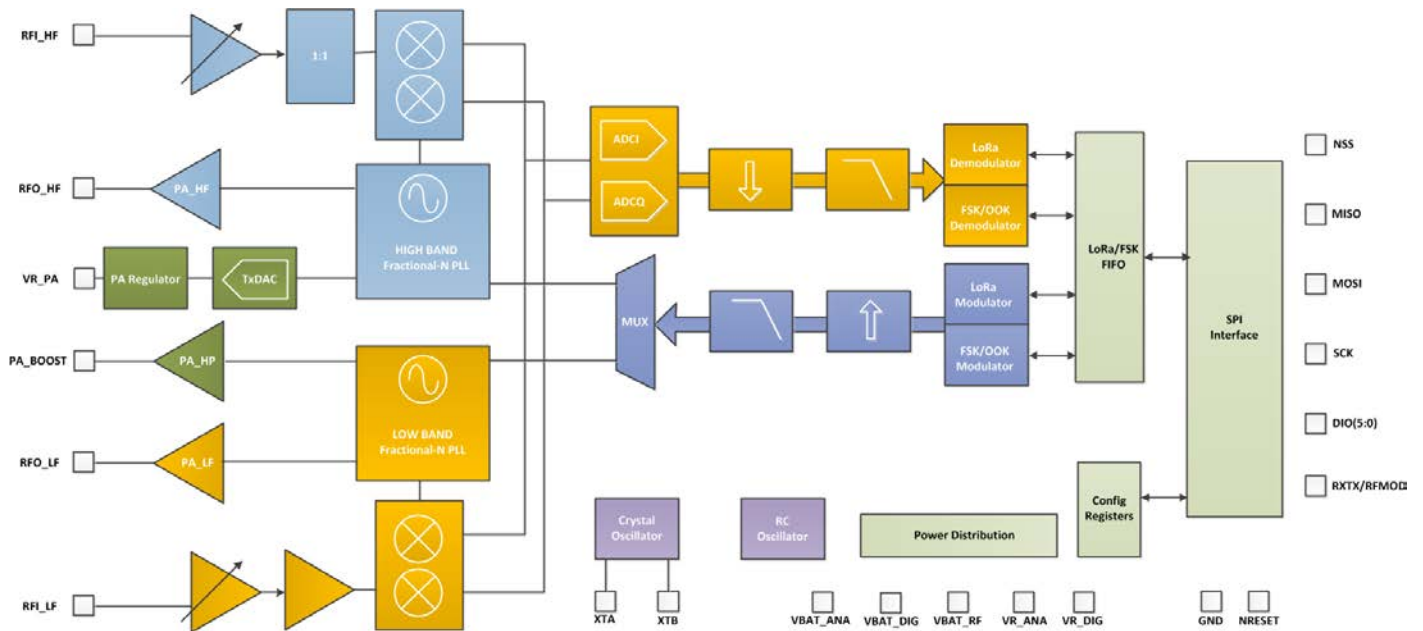 RFI_HF
1:1
ADCI
ADCQ
LoRa
Demodulator
FSK/OOK
Demodulator
NSS
RFO_HF
PA_HF
HIGH BAND
Fractional-N PLL
MISO
VR_PA
PA Regulator
TxDAC
MUX
LoRa
Modulator
FSK/OOK
Modulator
LoRa/FSK
FIFO
SPI
Interface
MOSI
PA_BOOST
PA_HP
SCK
RFO_LF
PA_LF
LOW BAND
Fractional-N PLL
DIO(5:0)
RXTX/RFMOD
Crystal
Oscillator
RC
Oscillator
Power Distribution
Config
Registers
RFI_LF
XTA
XTB
VBAT_ANA
VBAT_DIG
VBAT_RF
VR_ANA
VR_DIG
GND
NRESET